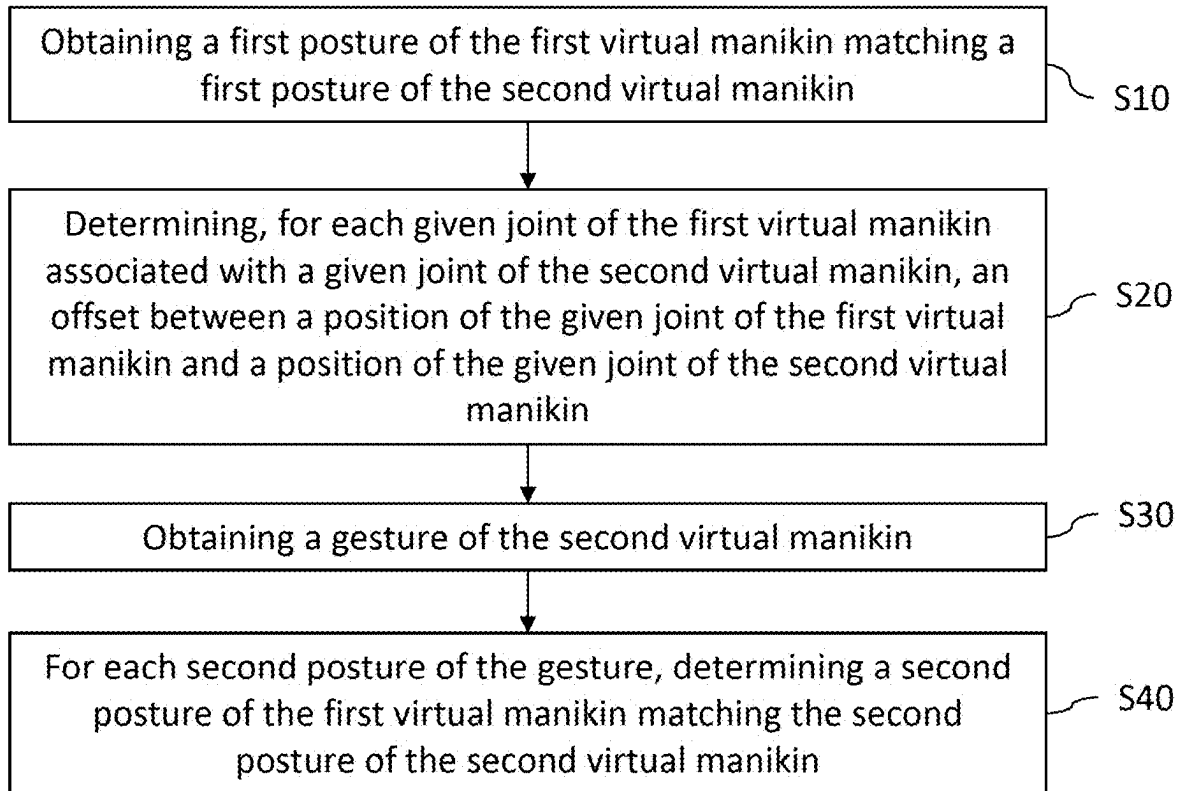 Obtaining a first posture of the first virtual manikin matching a
first posture of the second virtual manikin
S10
Determining, for each given joint of the first virtual manikin
associated with a given joint of the second virtual manikin, an
offset between a position of the given joint of the first virtual
manikin and a position of the given joint of the second virtual
manikin
S20
Obtaining a gesture of the second virtual manikin
S30
For each second posture of the gesture, determining a second
posture of the first virtual manikin matching the second
posture of the second virtual manikin
S40